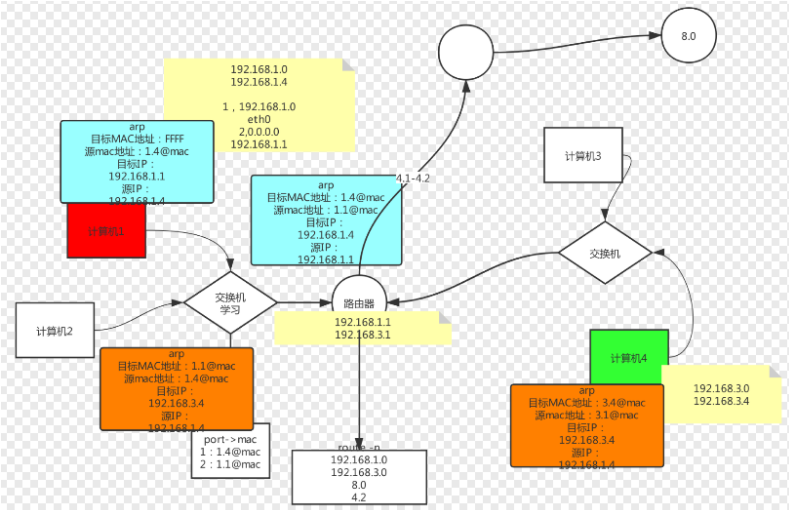 8.0
192.168.1.0
192.168.1.4
1，192.168.1.0
eth0
2,0.0.0.0
192.168.1.1
arp
目标MAC地址：FFFF
源mac地址：1.4@mac
目标IP：
192.168.1.1
源IP：
192.168.1.4
计算机1
arp
目标MAC地址：1.4@mac
源mac地址：1.1@mac
目标IP：
192.168.1.4
源IP：
192.168.1.1
4.1-4.2
计算机3
交换机
交换机
学习
路由器
192.168.1.1
192.168.3.1
计算机2
计算机4
192.168.3.0
192.168.3.4
arp
目标MAC地址：1.1@mac
源mac地址：1.4@mac
目标IP：
192.168.3.4
源IP：
192.168.1.4
port->mac
1：1.4@mac
2：1.1@mac
route -n
192.168.1.0
192.168.3.0
8.0
4.2
arp
目标MAC地址：3.4@mac
源mac地址：3.1@mac
目标IP：
192.168.3.4
源IP：
192.168.1.4